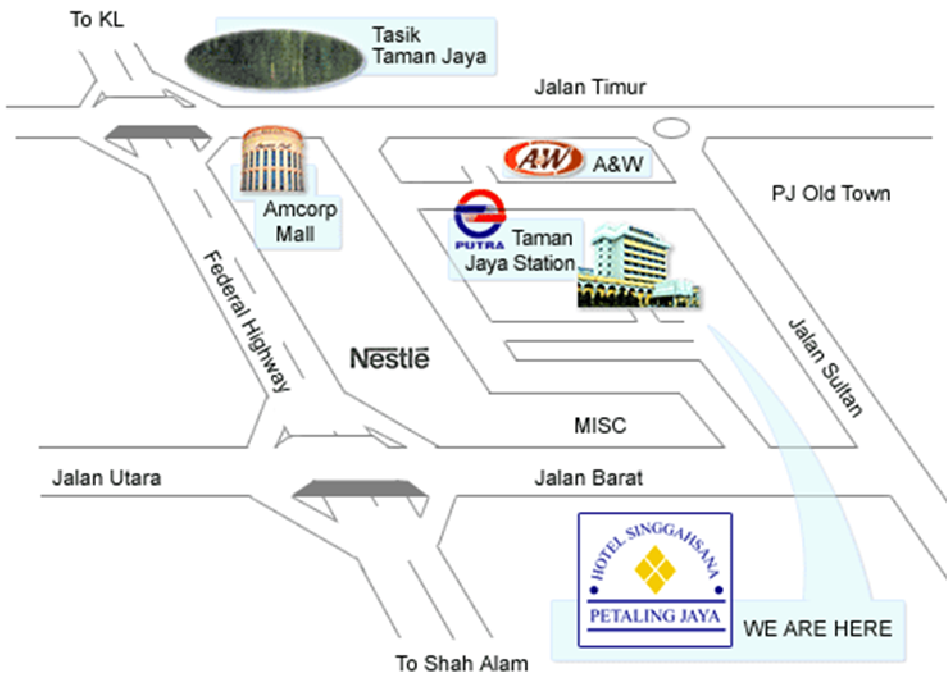 To KL
Tasik
Taman Jaya
Jalan Timur
A&W
A&W
PJ Old Town
Amcorp
Mall
PUTRA
Taman
Jaya Station
Federal Highway
Nestlé
Jalan Sultan
MISC
Jalan Utara
Jalan Barat
HOTEL SINGGAHSANA
PETALING JAYA
WE ARE HERE
To Shah Alam